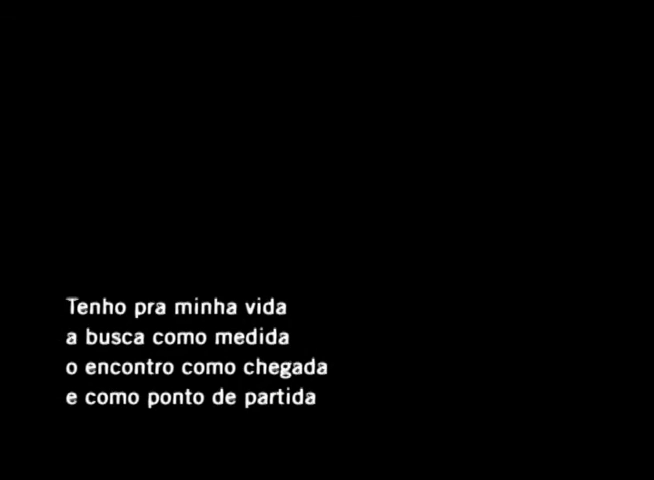 Tenho pra minha vida
a busca como medida
o encontro como chegada
e como ponto de partida